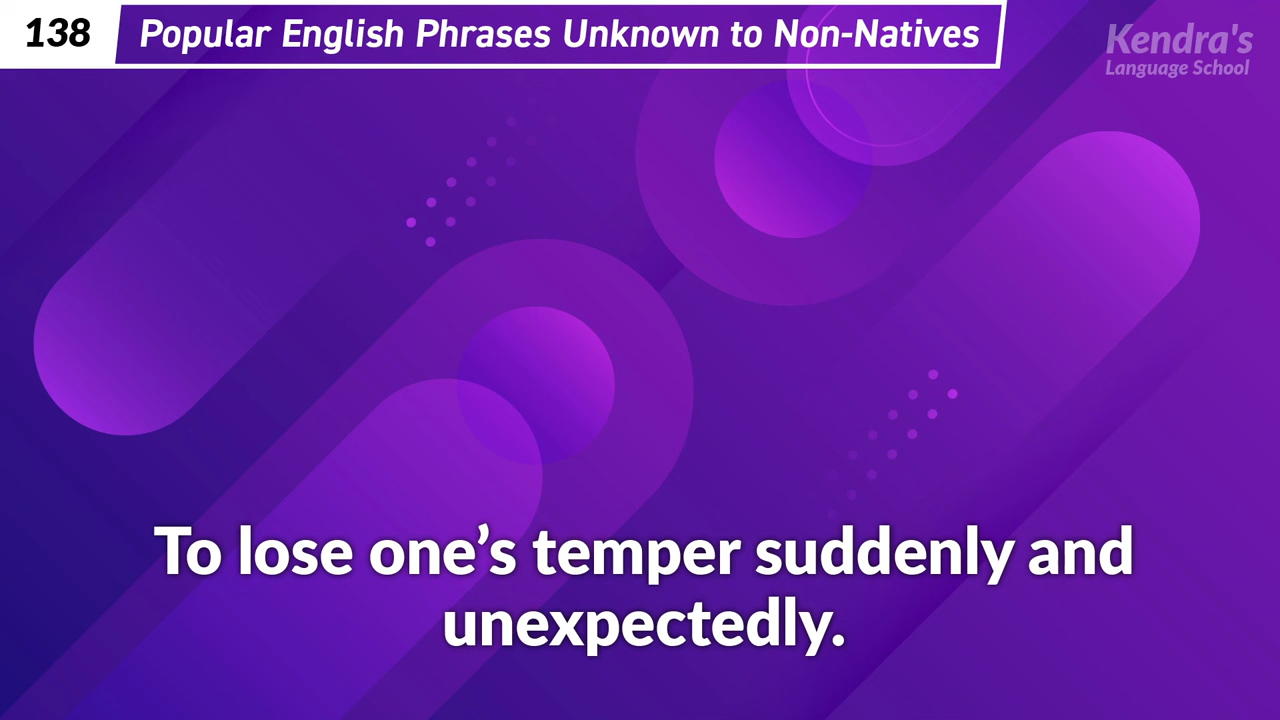 138 Popular English Phrases Unknown to Non-Natives
Kendra's
Language School
To lose one’s temper suddenly and
unexpectedly.